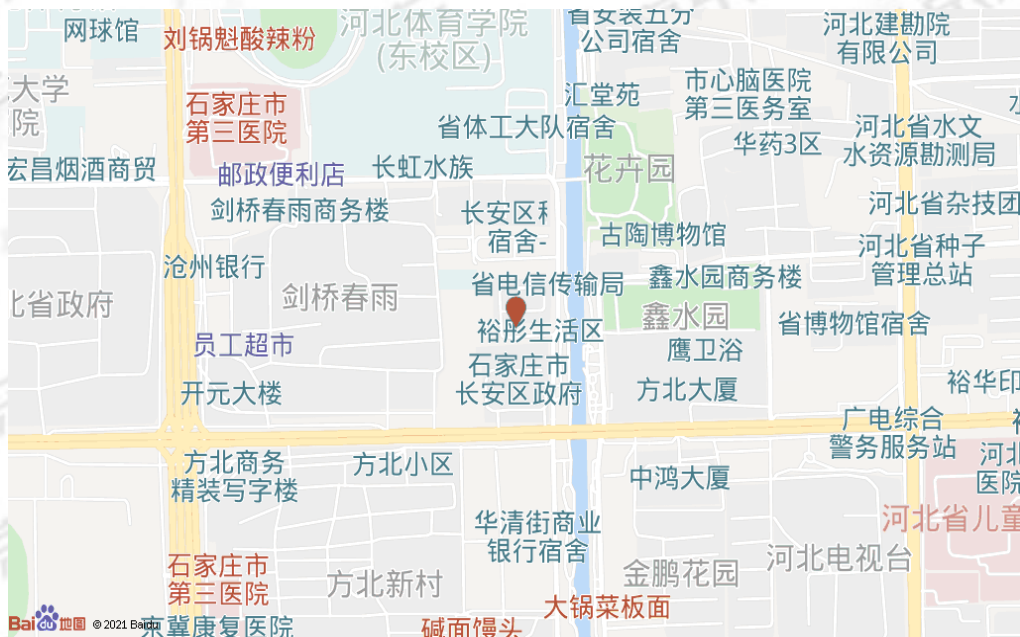 网球馆
刘锅魁酸辣粉
河北体育学院
(东校区)
公司宿舍
河北建勘院
有限公司
大学
院
石家庄市
第三医院
汇堂苑
市心脑医院
第三医务室
省体工大队宿舍
华药3区
河北省水文
水资源勘测局
宏昌烟酒商贸
邮政便利店
长虹水族
花卉园
剑桥春雨商务楼
长安区利
宿舍-
河北省杂技团
古陶博物馆
河北省种子
管理总站
沧州银行
省电信传输局
鑫水园商务楼
北省政府
剑桥春雨
鑫水园
裕彤生活区
省博物馆宿舍
员工超市
鹰卫浴
石家庄市
长安区政府
开元大楼
方北大厦
裕华印
广电综合
警务服务站
方北商务
精装写字楼
方北小区
中鸿大厦
河北
医院
华清街商业
银行宿舍
河北省儿童
石家庄市
第三医院
方北新村
金鹏花园
河北电视台
大锅菜板面
Bai du 地图
© 2021 Baidu
东冀康复医院
碱面馒头